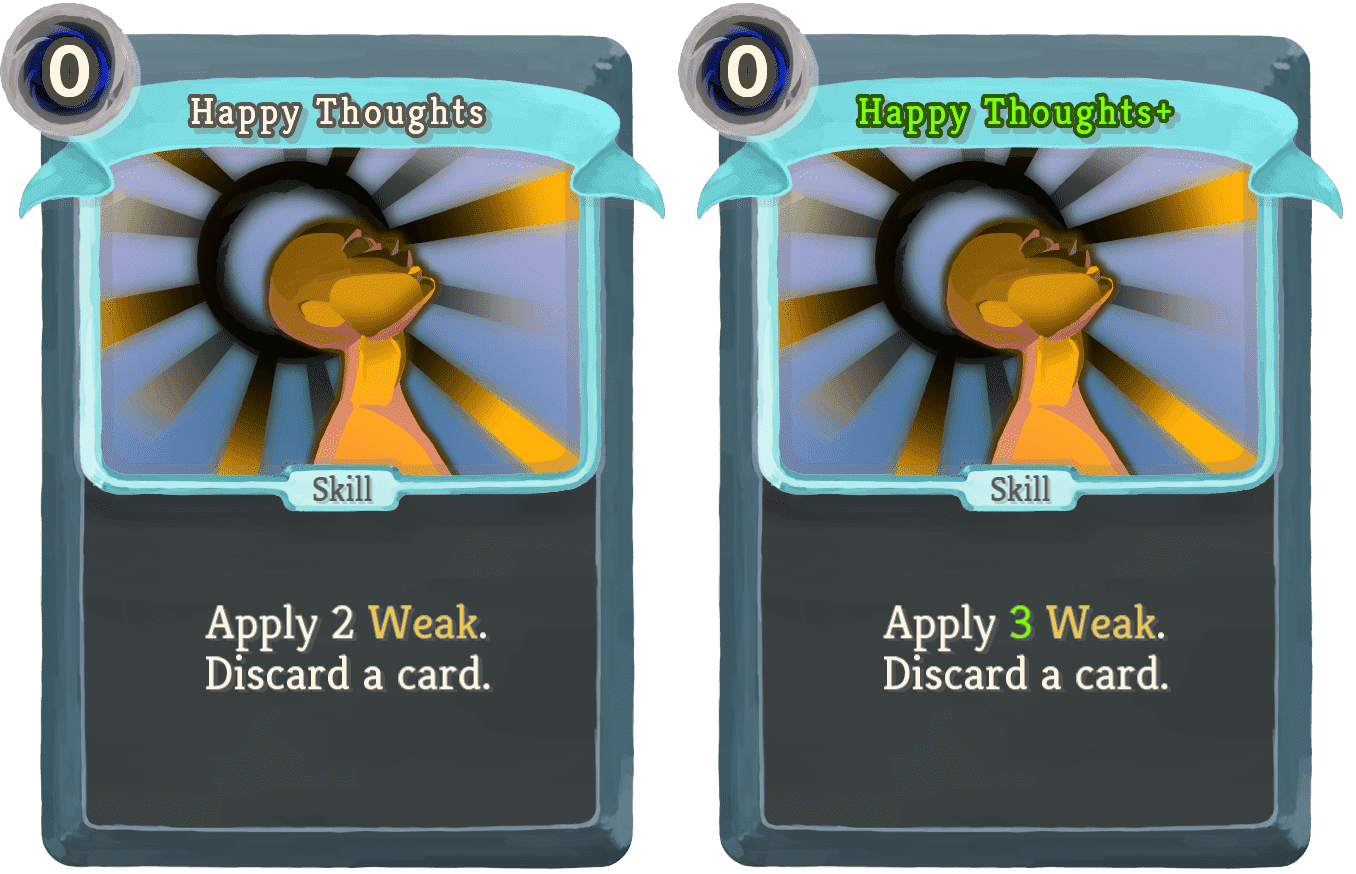 0
Happy Thoughts
Skill
Apply 2 Weak.
Discard a card.
0
Happy Thoughts+
Skill
Apply 3 Weak.
Discard a card.